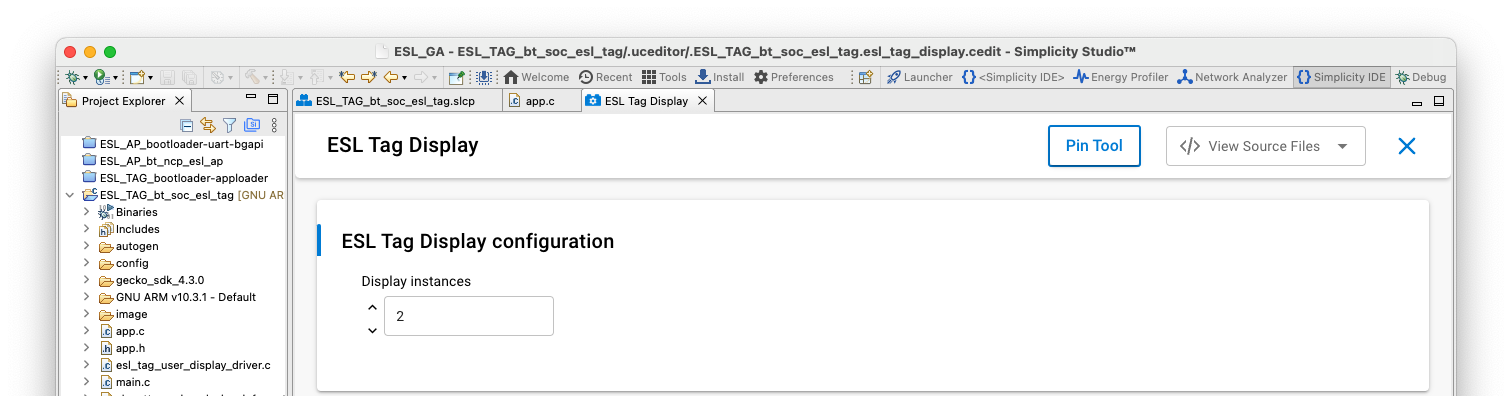 ESL_GA - ESL_TAG_bt_soc_esl_tag/.uceditor/.ESL_TAG_bt_soc_esl_tag.esl_tag_display.cedit - Simplicity Studio™
Welcome Recent Tools Install Preferences Launcher <Simplicity IDE> Energy Profiler Network Analyzer Simplicity IDE Debug
Project Explorer
ESL_TAG_bt_soc_esl_tag.slcp app.c ESL Tag Display
ESL Tag Display
Pin Tool
View Source Files
ESL_AP_bootloader-uart-bgapi
ESL_AP_bt_ncp_esl_ap
ESL_TAG_bootloader-apploader
ESL_TAG_bt_soc_esl_tag [GNU AR
Binaries
Includes
autogen
config
gecko_sdk_4.3.0
GNU ARM v10.3.1 - Default
image
app.c
app.h
esl_tag_user_display_driver.c
main.c
ESL Tag Display configuration
Display instances
2